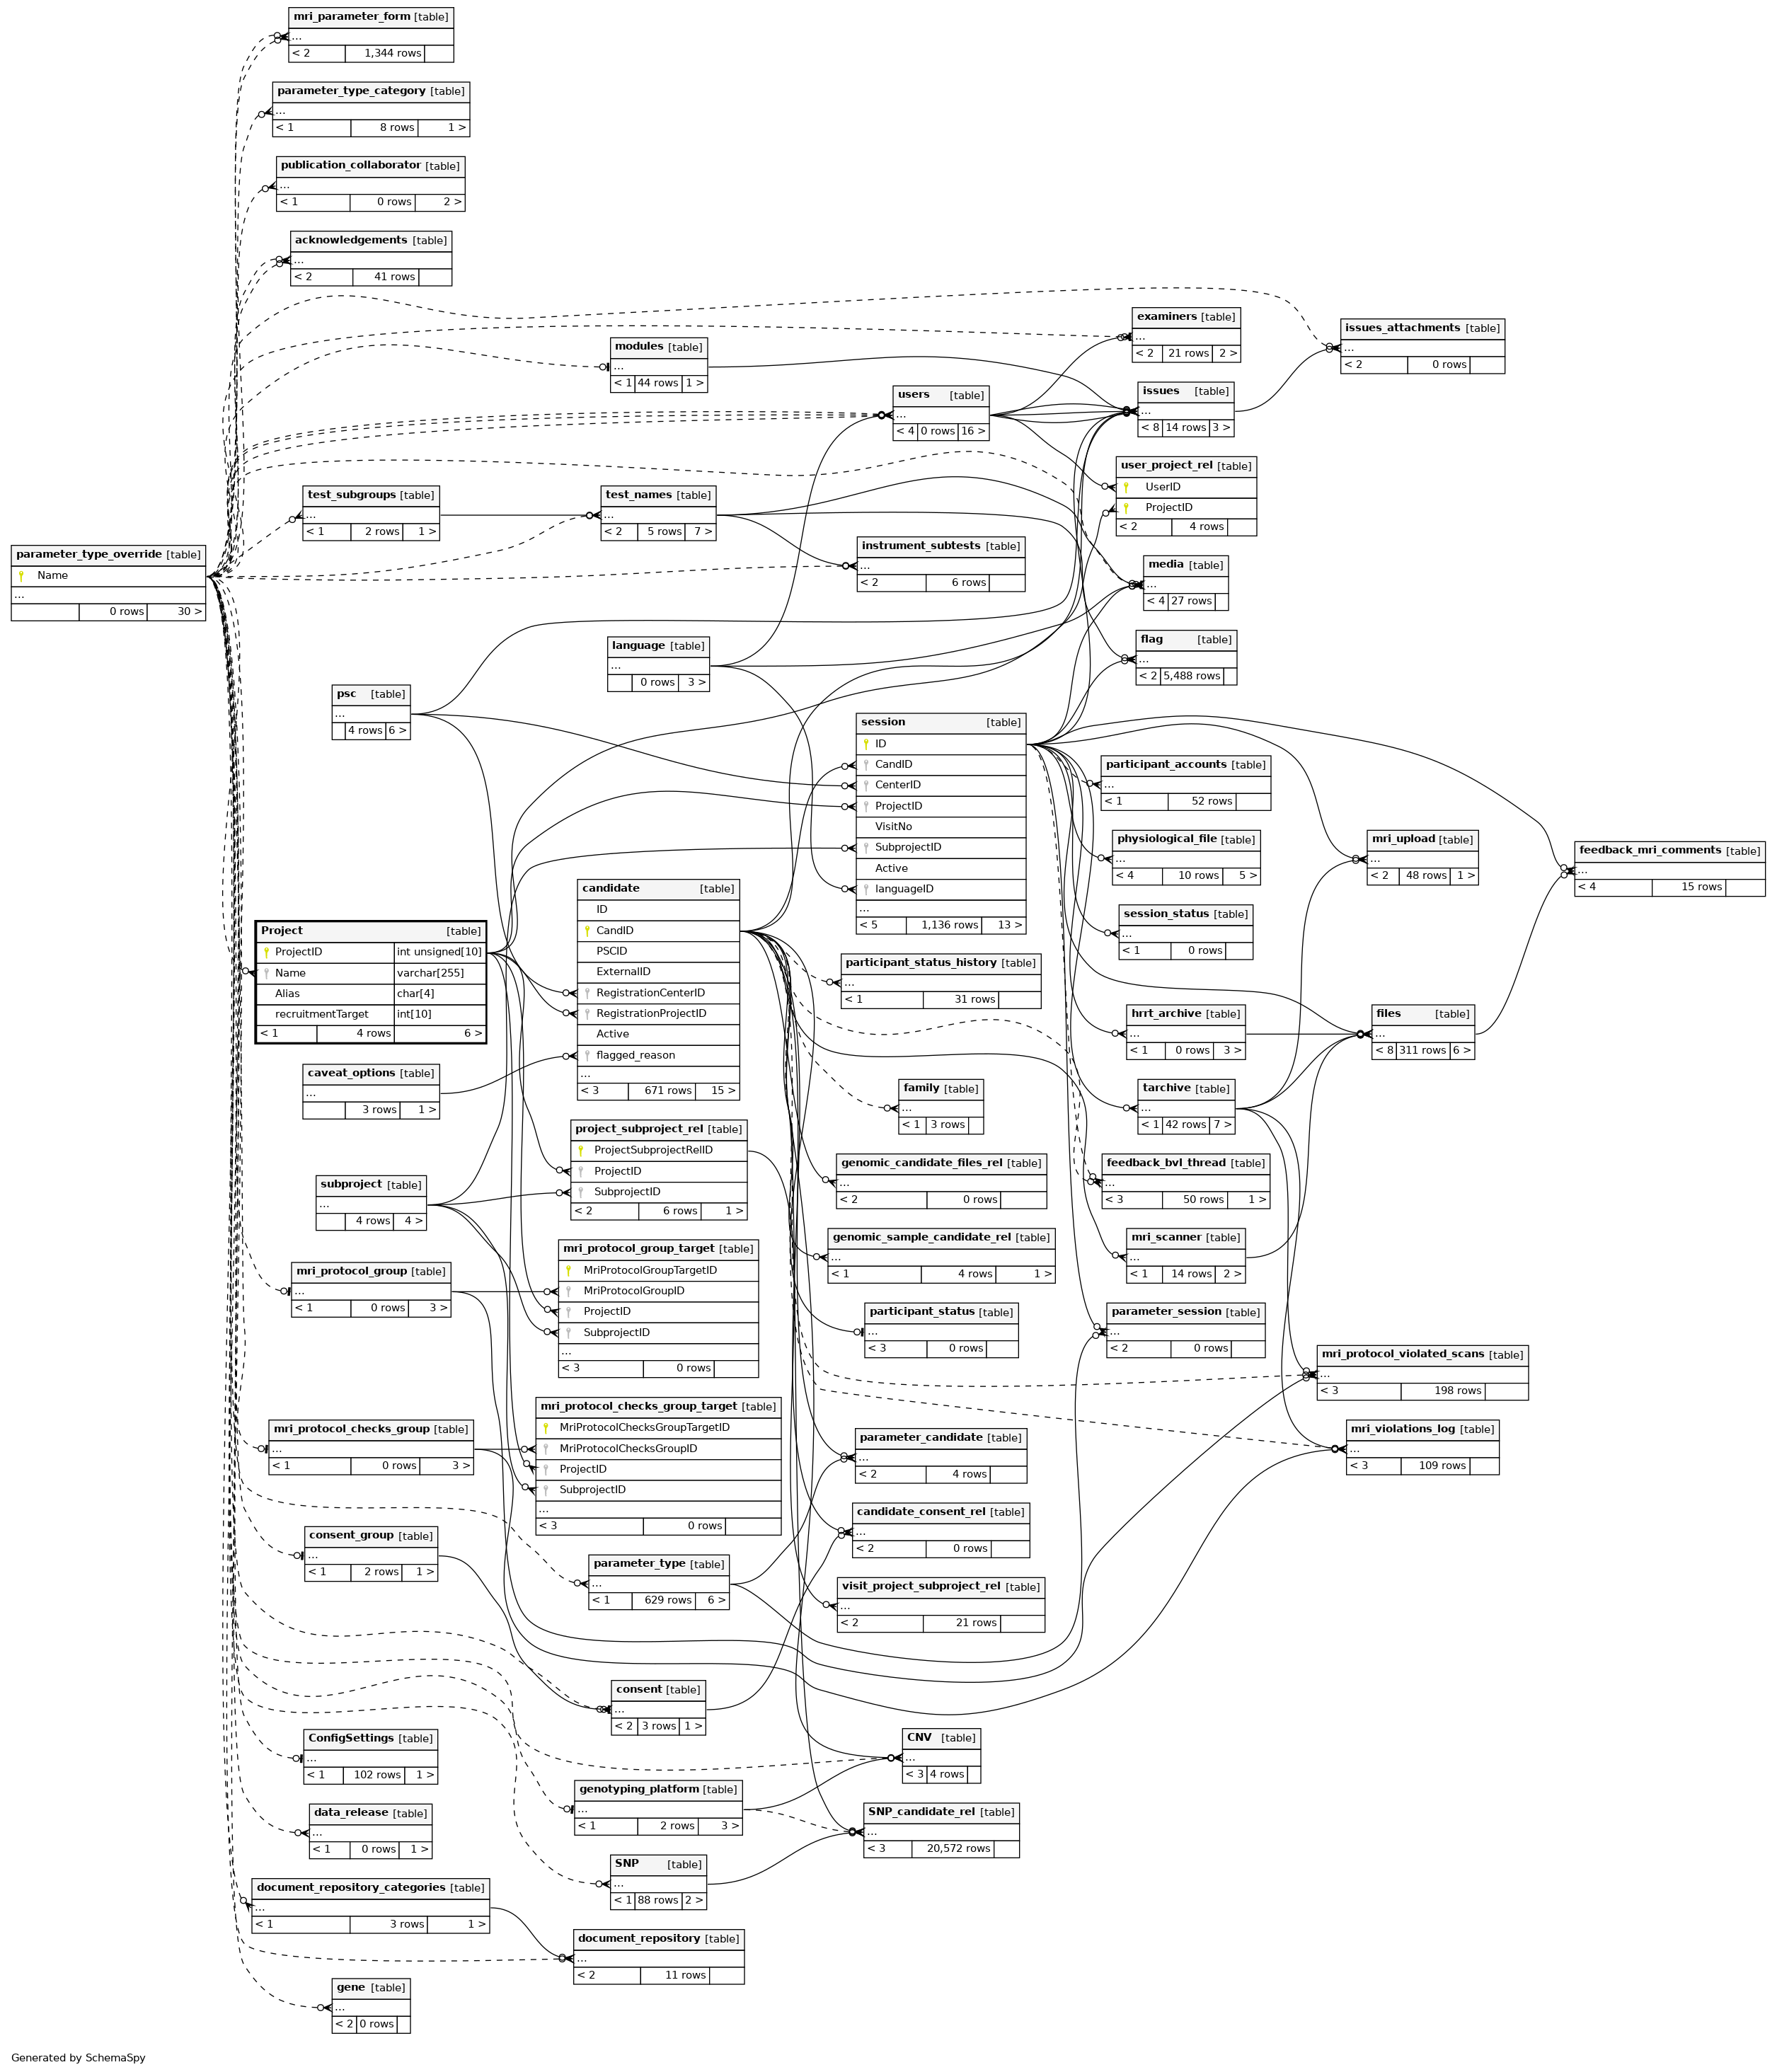 mri_parameter_form [table]
...
< 2 1,344 rows
parameter_type_category [table]
...
< 1 8 rows 1 >
publication_collaborator [table]
...
< 1 0 rows 2 >
acknowledgements [table]
...
< 2 41 rows
examiners [table]
...
< 2 21 rows 2 >
issues_attachments [table]
...
< 2 0 rows
modules [table]
...
< 1 44 rows 1 >
users [table]
...
< 4 0 rows 16 >
issues [table]
...
< 8 14 rows 3 >
user_project_rel [table]
UserID
ProjectID
< 2 4 rows
test_subgroups [table]
...
< 1 2 rows 1 >
test_names [table]
...
< 2 5 rows 7 >
instrument_subtests [table]
...
< 2 6 rows
parameter_type_override [table]
Name
...
0 rows 30 >
media [table]
...
< 4 27 rows
flag [table]
...
< 2 5,488 rows
language [table]
...
0 rows 3 >
psc [table]
...
4 rows 6 >
session [table]
ID
CandID
CenterID
ProjectID
VisitNo
SubprojectID
Active
languageID
...
< 5 1,136 rows 13 >
participant_accounts [table]
...
< 1 52 rows
physiological_file [table]
...
< 4 10 rows 5 >
mri_upload [table]
...
< 2 48 rows 1 >
feedback_mri_comments [table]
...
< 4 15 rows
session_status [table]
...
< 1 0 rows
candidate [table]
ID
CandID
PSCID
ExternalID
RegistrationCenterID
RegistrationProjectID
Active
flagged_reason
...
< 3 671 rows 15 >
Project [table]
ProjectID int unsigned[10]
Name varchar[255]
Alias char[4]
recruitmentTarget int[10]
< 1 4 rows 6 >
participant_status_history [table]
...
< 1 31 rows
hrrt_archive [table]
...
< 1 0 rows 3 >
files [table]
...
< 8 311 rows 6 >
caveat_options [table]
...
3 rows 1 >
family [table]
...
< 1 3 rows
tarchive [table]
...
< 1 42 rows 7 >
project_subproject_rel [table]
ProjectSubprojectRelID
ProjectID
SubprojectID
< 2 6 rows 1 >
genomic_candidate_files_rel [table]
...
< 2 0 rows
feedback_bvl_thread [table]
...
< 3 50 rows 1 >
subproject [table]
...
4 rows 4 >
genomic_sample_candidate_rel [table]
...
< 1 4 rows 1 >
mri_scanner [table]
...
< 1 14 rows 2 >
mri_protocol_group_target [table]
MriProtocolGroupTargetID
MriProtocolGroupID
ProjectID
SubprojectID
...
< 3 0 rows
mri_protocol_group [table]
...
< 1 0 rows 3 >
participant_status [table]
...
< 3 0 rows
parameter_session [table]
...
< 2 0 rows
mri_protocol_violated_scans [table]
...
< 3 198 rows
mri_protocol_checks_group_target [table]
MriProtocolChecksGroupTargetID
MriProtocolChecksGroupID
ProjectID
SubprojectID
...
< 3 0 rows
mri_protocol_checks_group [table]
...
< 1 0 rows 3 >
parameter_candidate [table]
...
< 2 4 rows
mri_violations_log [table]
...
< 3 109 rows
candidate_consent_rel [table]
...
< 2 0 rows
consent_group [table]
...
< 1 2 rows 1 >
parameter_type [table]
...
< 1 629 rows 6 >
visit_project_subproject_rel [table]
...
< 2 21 rows
consent [table]
...
< 2 3 rows 1 >
ConfigSettings [table]
...
< 1 102 rows 1 >
CNV [table]
...
< 3 4 rows
genotyping_platform [table]
...
< 1 2 rows 3 >
data_release [table]
...
< 1 0 rows 1 >
SNP_candidate_rel [table]
...
< 3 20,572 rows
SNP [table]
...
< 1 88 rows 2 >
document_repository_categories [table]
...
< 1 3 rows 1 >
document_repository [table]
...
< 2 11 rows
gene [table]
...
< 2 0 rows
Generated by SchemaSpy